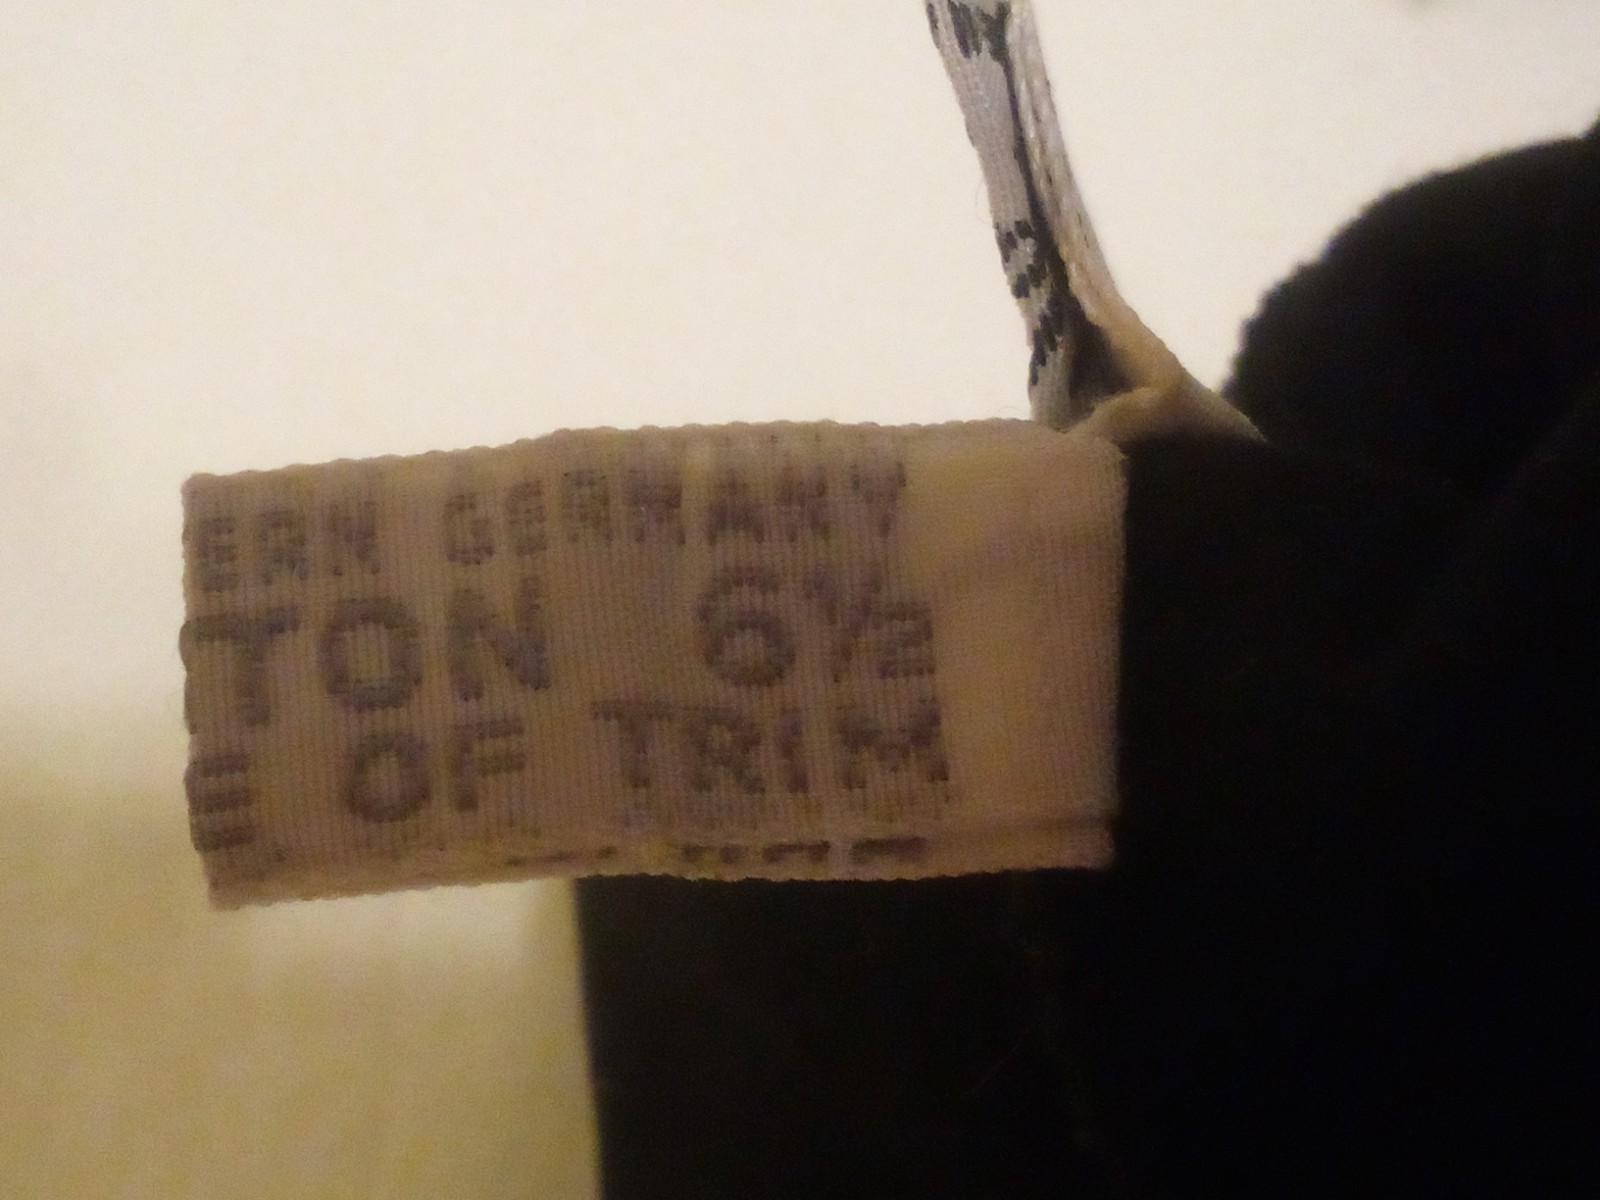 ERN GERMANY
TON 6½
E OF TRIM